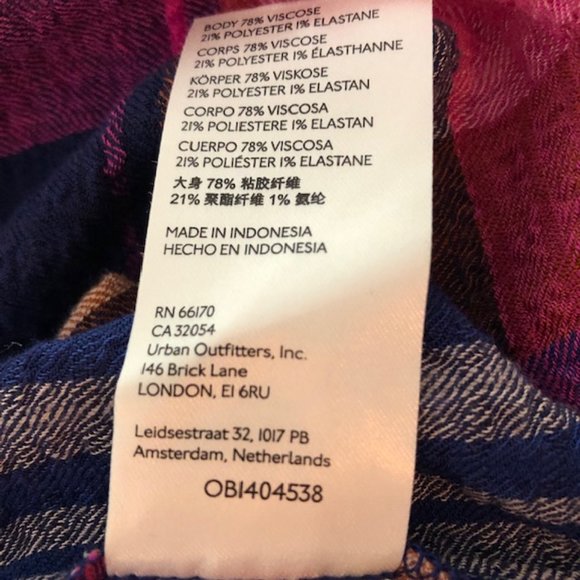 BODY 78% VISCOSE
21% POLYESTER 1% ELASTANE
CORPS 78% VISCOSE
21% POLYESTER 1% ÉLASTHANNE
KÖRPER 78% VISKOSE
21% POLYESTER 1% ELASTAN
CORPO 78% VISCOSA
21% POLIESTERE 1% ELASTAN
CUERPO 78% VISCOSA
21% POLIÉSTER 1% ELASTANE
大身 78% 粘胶纤维
21% 聚酯纤维 1% 氨纶
MADE IN INDONESIA
HECHO EN INDONESIA
RN 66170
CA 32054
Urban Outfitters, Inc.
146 Brick Lane
LONDON, E1 6RU
Leidsestraat 32, 1017 PB
Amsterdam, Netherlands
OB1404538